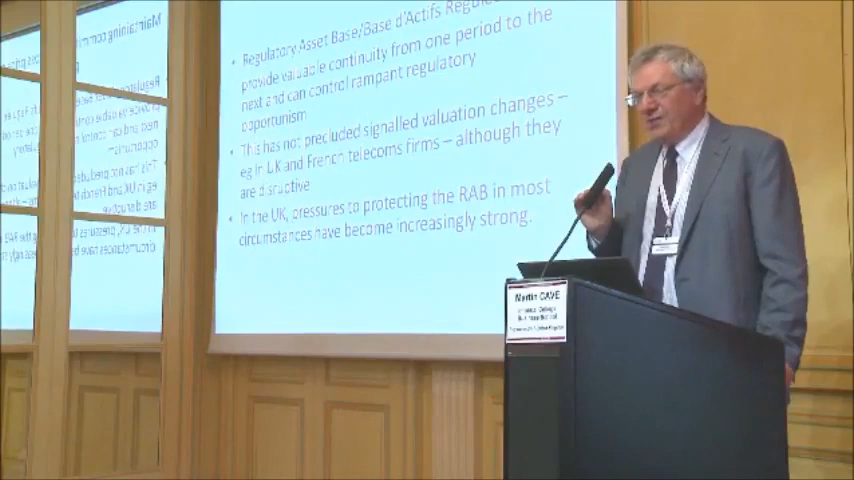 • Regulatory Asset Base/Base d'Actifs
provide valuable continuity from one period to the
next and can control rampant regulatory
opportunism
• This has not precluded signalled valuation changes –
eg in UK and French telecoms firms – although they
are disruptive
• In the UK, pressures to protecting the RAB in most
circumstances have become increasingly strong.
Martin CAVE
Imperial College
Business School